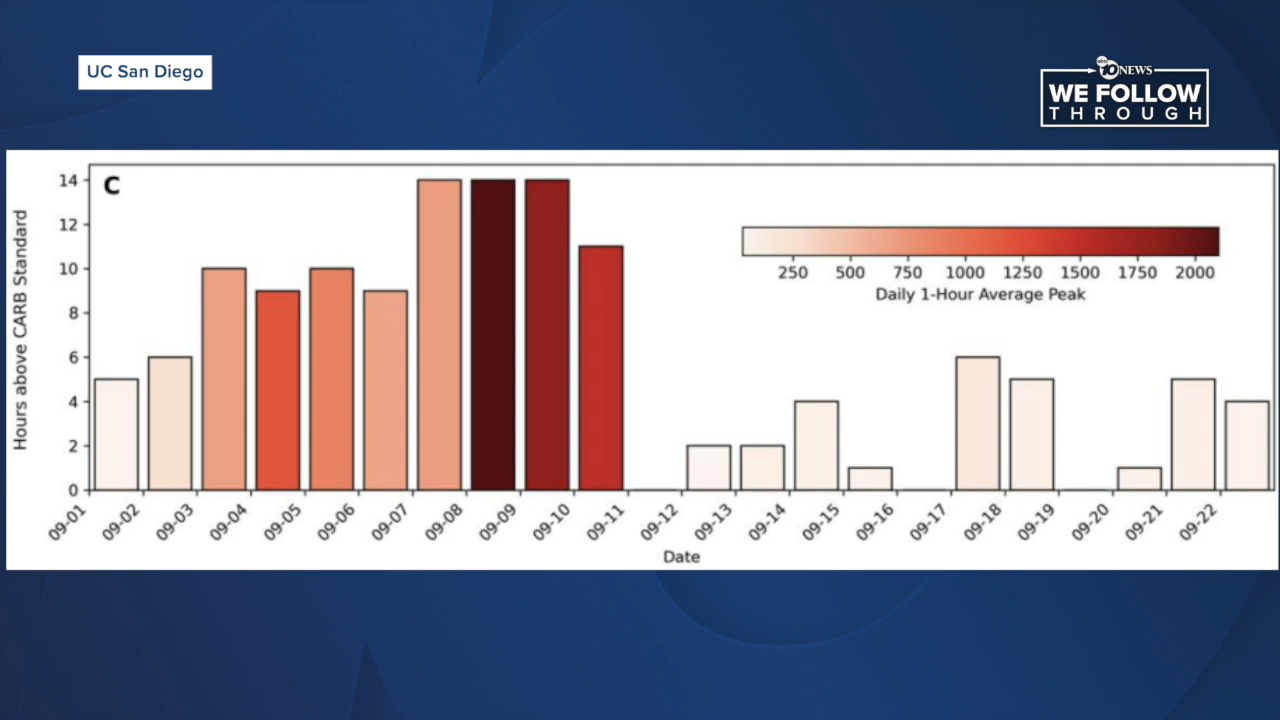 UC San Diego
abc 10 NEWS
WE FOLLOW
THROUGH
C
14
12
10
8
6
4
2
0
Hours above CARB Standard
250 500 750 1000 1250 1500 1750 2000
Daily 1-Hour Average Peak
09-01 09-02 09-03 09-04 09-05 09-06 09-07 09-08 09-09 09-10 09-11 09-12 09-13 09-14 09-15 09-16 09-17 09-18 09-19 09-20 09-21 09-22
Date